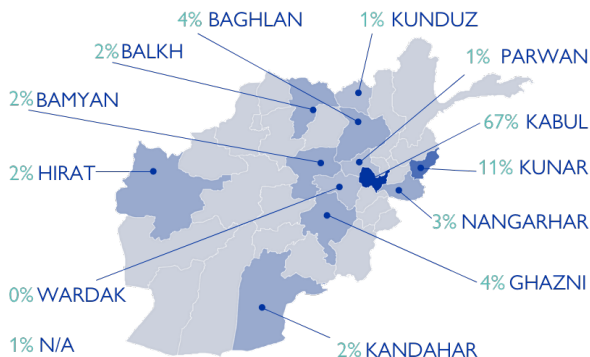 4% BAGHLAN
1% KUNDUZ
2% BALKH
1% PARWAN
2% BAMYAN
67% KABUL
2% HIRAT
11% KUNAR
3% NANGARHAR
4% GHAZNI
0% WARDAK
1% N/A
2% KANDAHAR